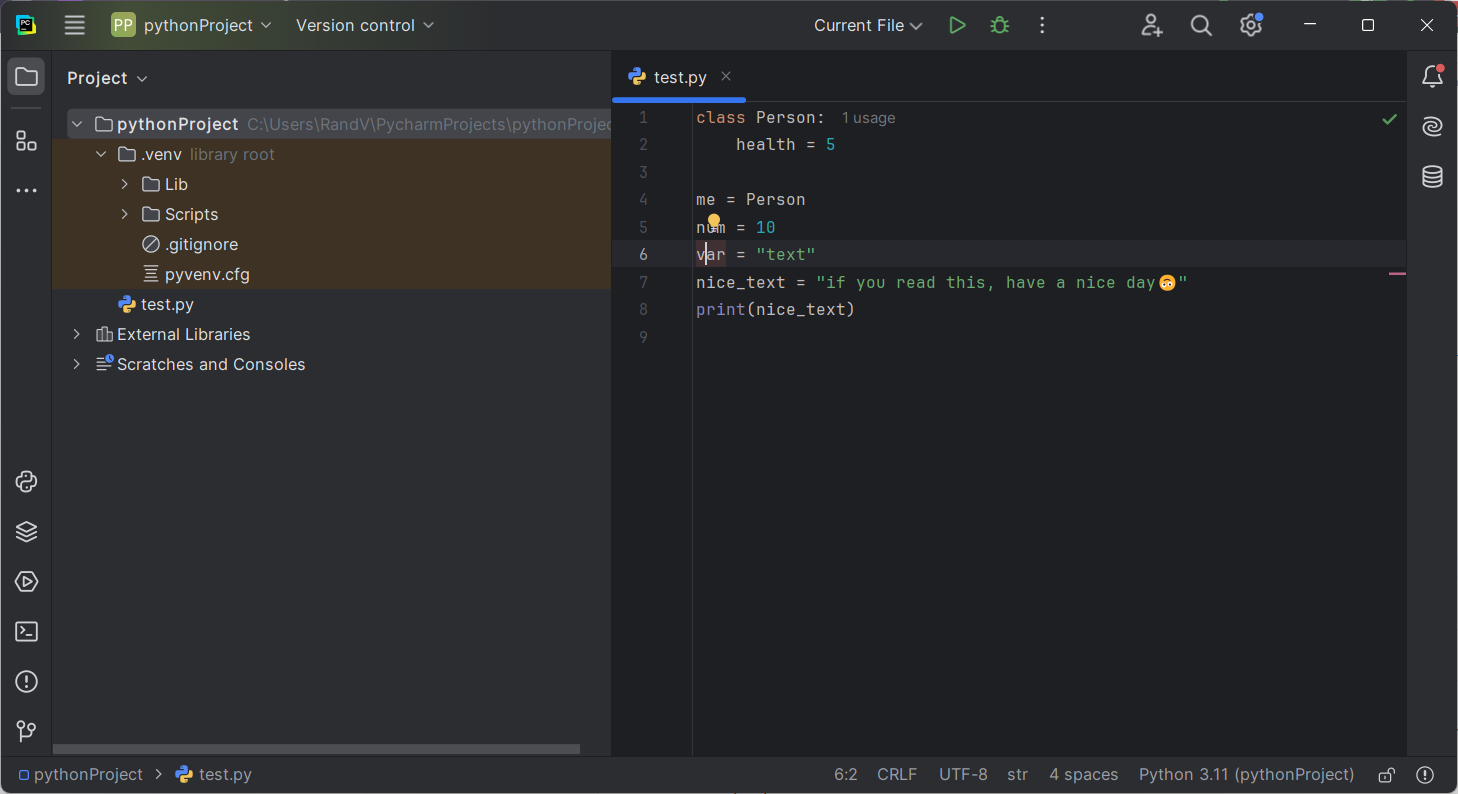 PC
PP pythonProject Version control Current File
Project
pythonProject C:\Users\RandV\PycharmProjects\pythonProjec
.venv library root
Lib
Scripts
.gitignore
pyvenv.cfg
test.py
External Libraries
Scratches and Consoles
test.py
1 class Person: 1 usage
2     health = 5
3
4 me = Person
5 num = 10
6 var = "text"
7 nice_text = "if you read this, have a nice day🙃"
8 print(nice_text)
9
pythonProject > test.py 6:2 CRLF UTF-8 str 4 spaces Python 3.11 (pythonProject)